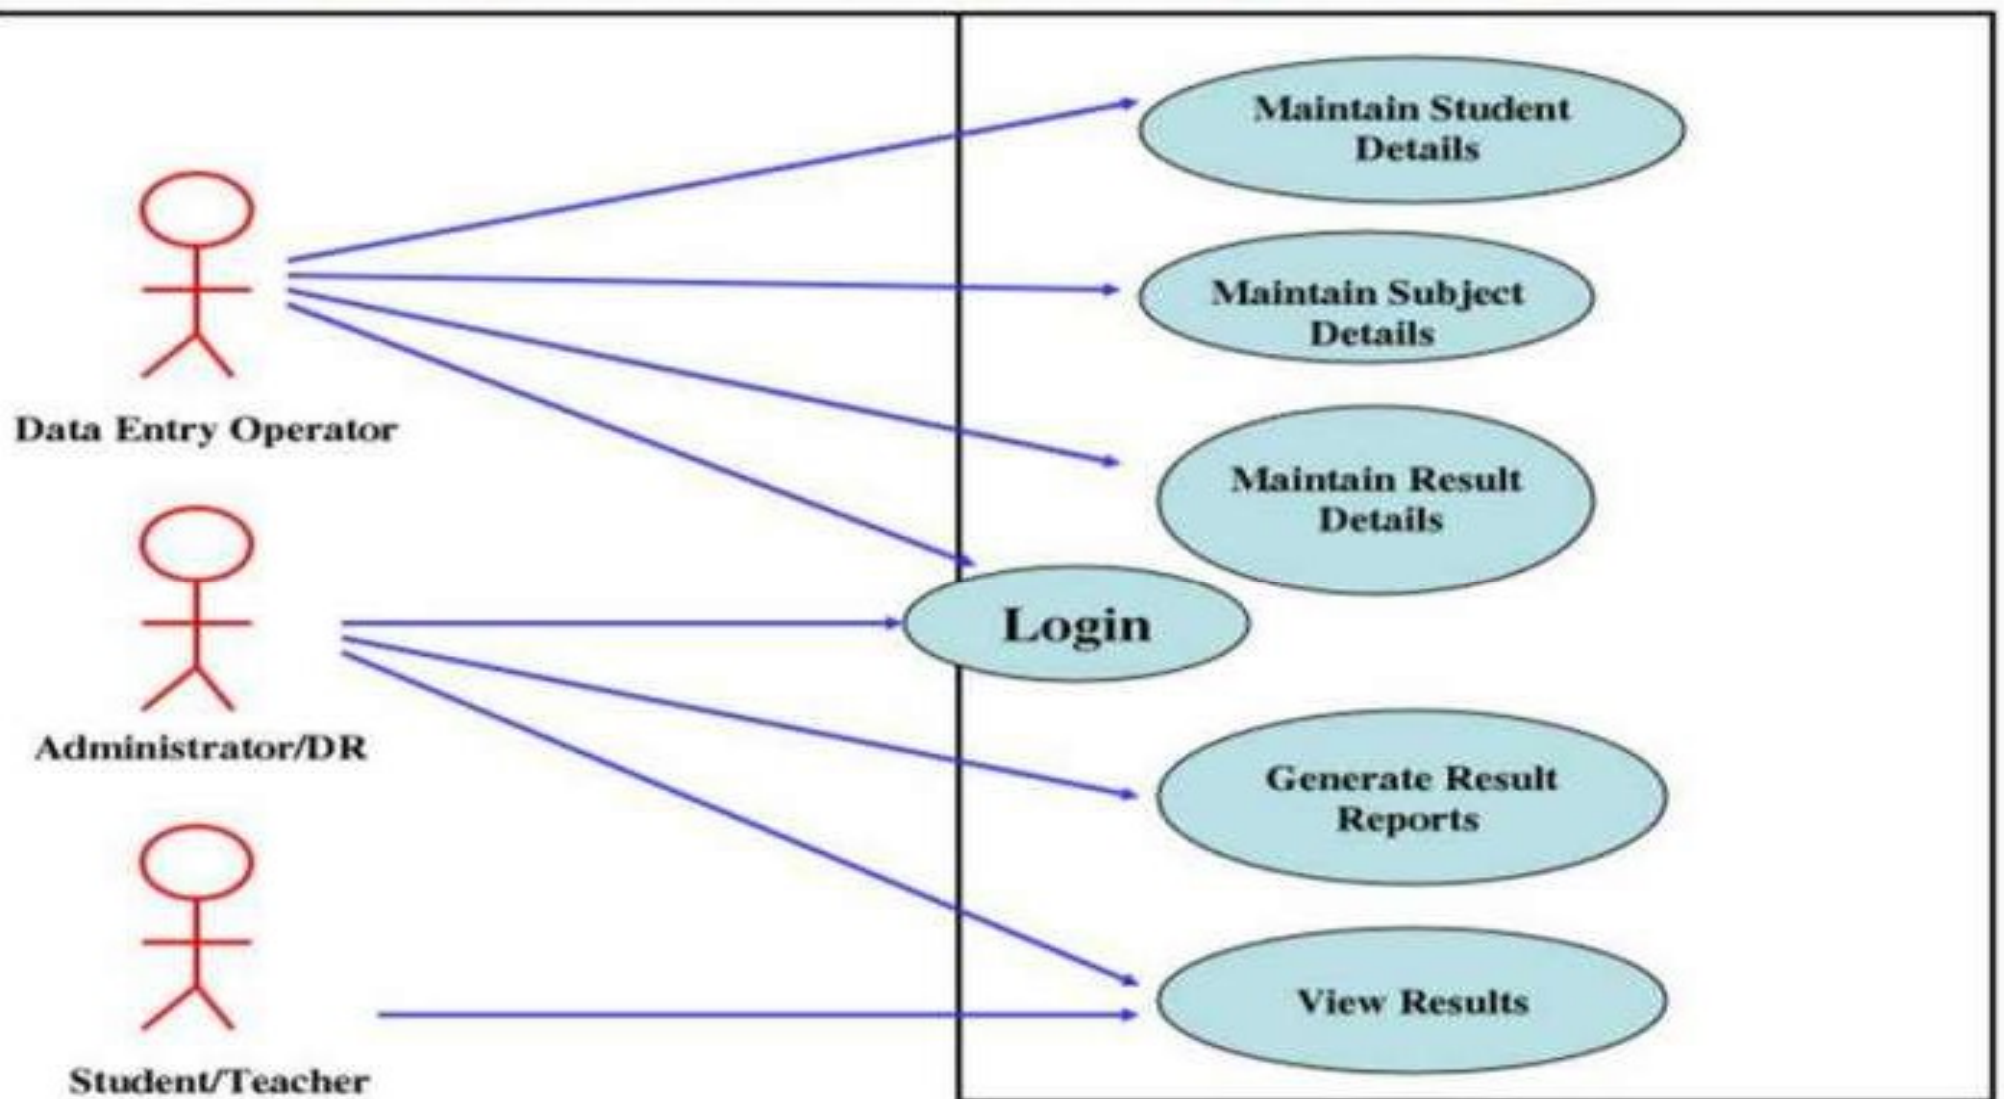 Maintain Student
Details
Maintain Subject
Details
Data Entry Operator
Maintain Result
Details
Login
Administrator/DR
Generate Result
Reports
View Results
Student/Teacher